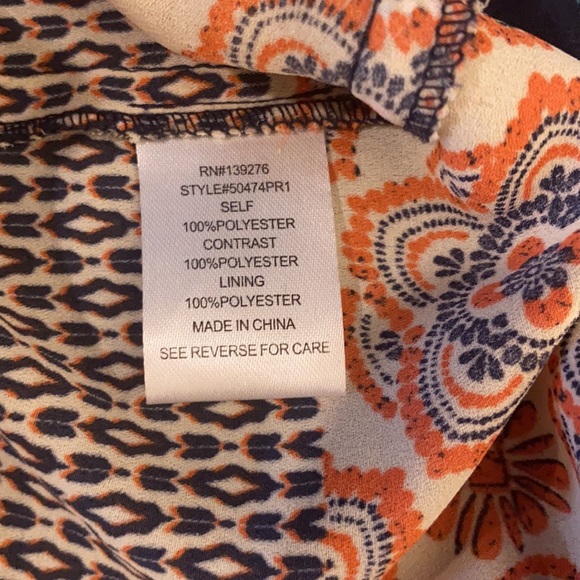 RN#139276
STYLE#50474PR1
SELF
100%POLYESTER
CONTRAST
100%POLYESTER
LINING
100%POLYESTER
MADE IN CHINA
SEE REVERSE FOR CARE